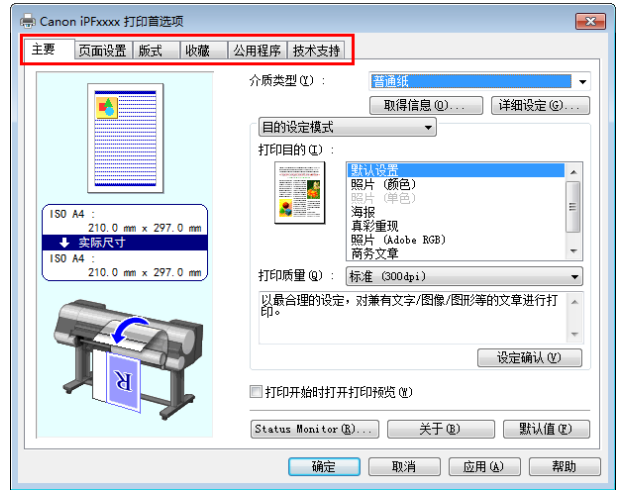 Canon iPFxxxx 打印首选项
主要 页面设置 版式 收藏 公用程序 技术支持
介质类型(Y) : 普通纸
取得信息(O)... 详细设定(G)...
目的设定模式
打印目的(I) :
默认设置
照片 (颜色)
照片 (单色)
海报
真彩重现
照片 (Adobe RGB)
商务文章
ISO A4 :
210.0 mm x 297.0 mm
实际尺寸
ISO A4 :
210.0 mm x 297.0 mm
打印质量(Q) : 标准 (300dpi)
以最合理的设定,对兼有文字/图像/图形等的文章进行打
印。
设定确认(V)
R
打印开始时打开打印预览(W)
Status Monitor(R)... 关于(B) 默认值(F)
确定 取消 应用(A) 帮助